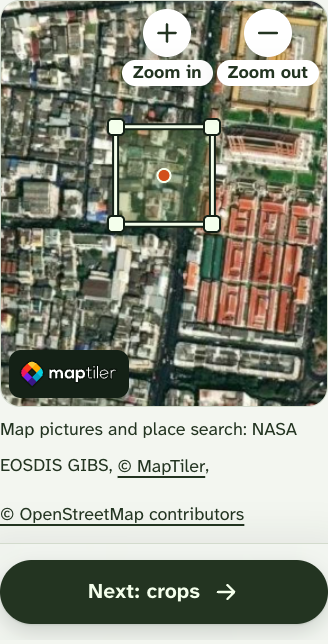 Zoom in
Zoom out
maptiler
Map pictures and place search: NASA
EOSDIS GIBS, © MapTiler,
© OpenStreetMap contributors
Next: crops